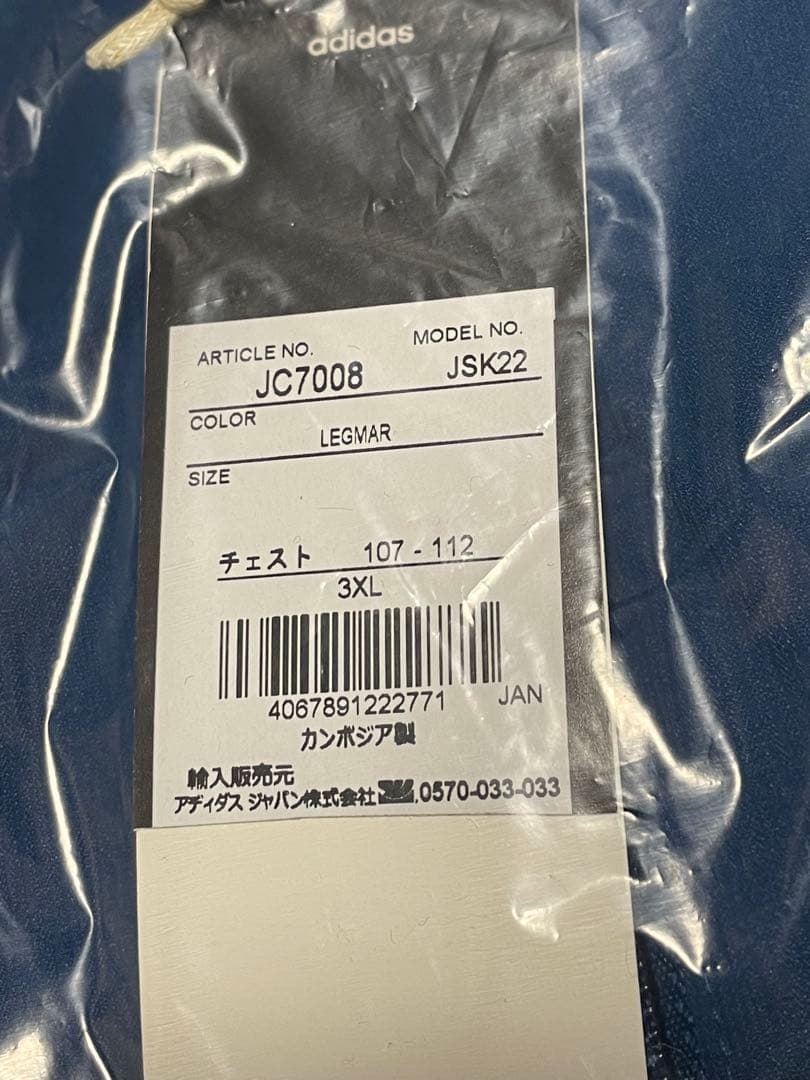 adidas
ARTICLE NO. MODEL NO.
JC7008 JSK22
COLOR
LEGMAR
SIZE
チェスト 107 - 112
3XL
4067891222771 JAN
カンボジア製
輸入販売元
アディダス ジャパン株式会社 0570-033-033